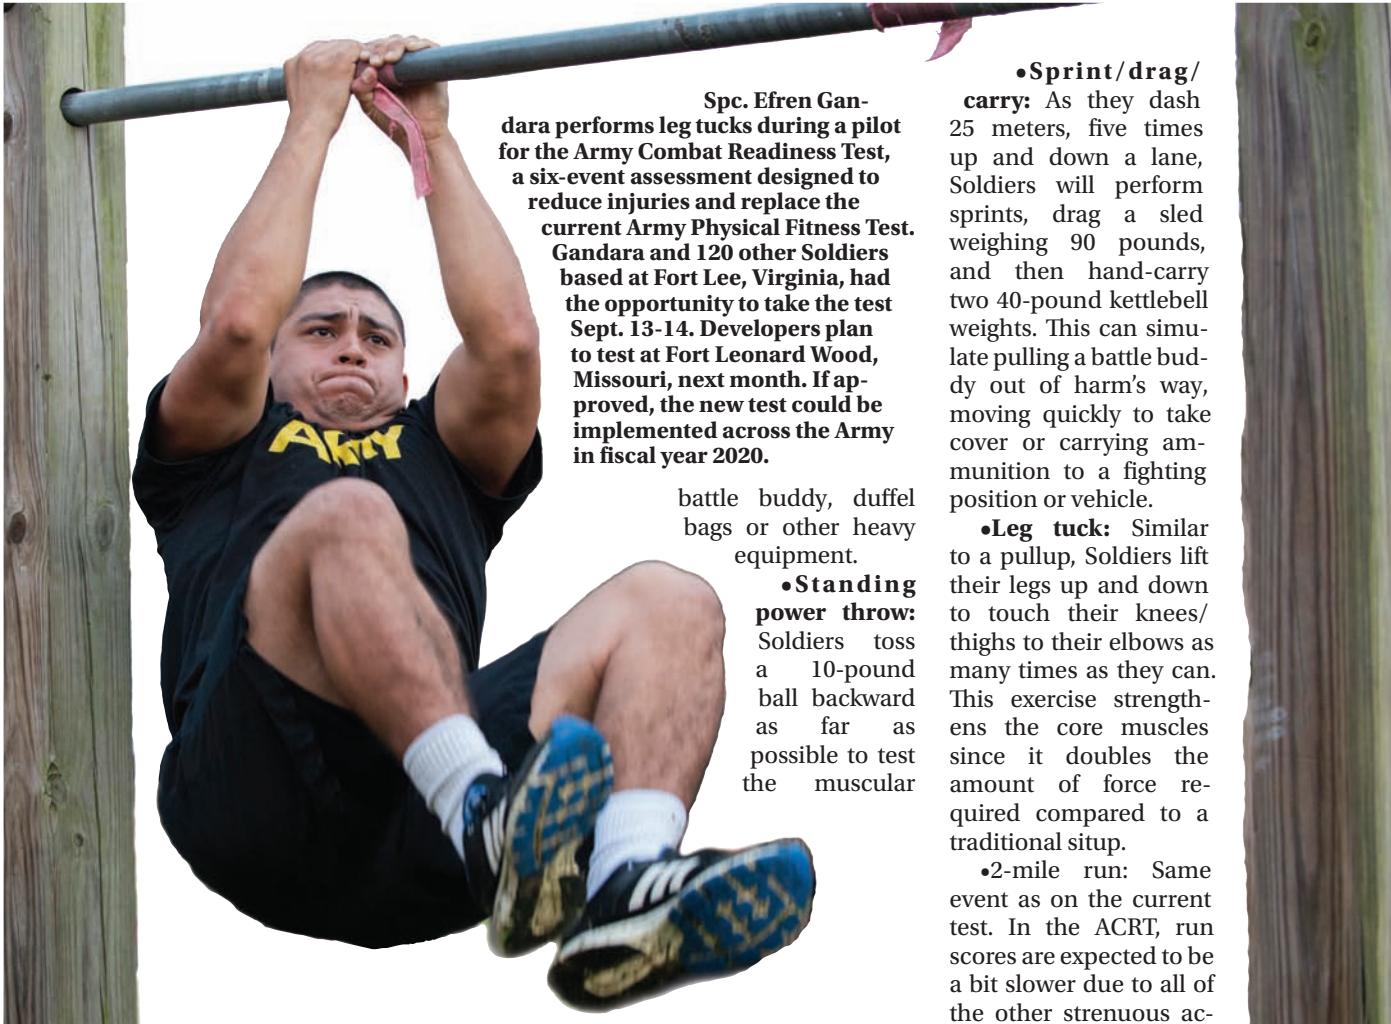 Spc. Efren Gan-
dara performs leg tucks during a pilot
for the Army Combat Readiness Test,
a six-event assessment designed to
reduce injuries and replace the
current Army Physical Fitness Test.
Gandara and 120 other Soldiers
based at Fort Lee, Virginia, had
the opportunity to take the test
Sept. 13-14. Developers plan
to test at Fort Leonard Wood,
Missouri, next month. If ap-
proved, the new test could be
implemented across the Army
in fiscal year 2020.
ARMY
battle buddy, duffel
bags or other heavy
equipment.
•Standing
power throw:
Soldiers toss
a 10-pound
ball backward
as far as
possible to test
the muscular
•Sprint/drag/
carry: As they dash
25 meters, five times
up and down a lane,
Soldiers will perform
sprints, drag a sled
weighing 90 pounds,
and then hand-carry
two 40-pound kettlebell
weights. This can simu-
late pulling a battle bud-
dy out of harm's way,
moving quickly to take
cover or carrying am-
munition to a fighting
position or vehicle.
•Leg tuck: Similar
to a pullup, Soldiers lift
their legs up and down
to touch their knees/
thighs to their elbows as
many times as they can.
This exercise strength-
ens the core muscles
since it doubles the
amount of force re-
quired compared to a
traditional situp.
•2-mile run: Same
event as on the current
test. In the ACRT, run
scores are expected to be
a bit slower due to all of
the other strenuous ac-